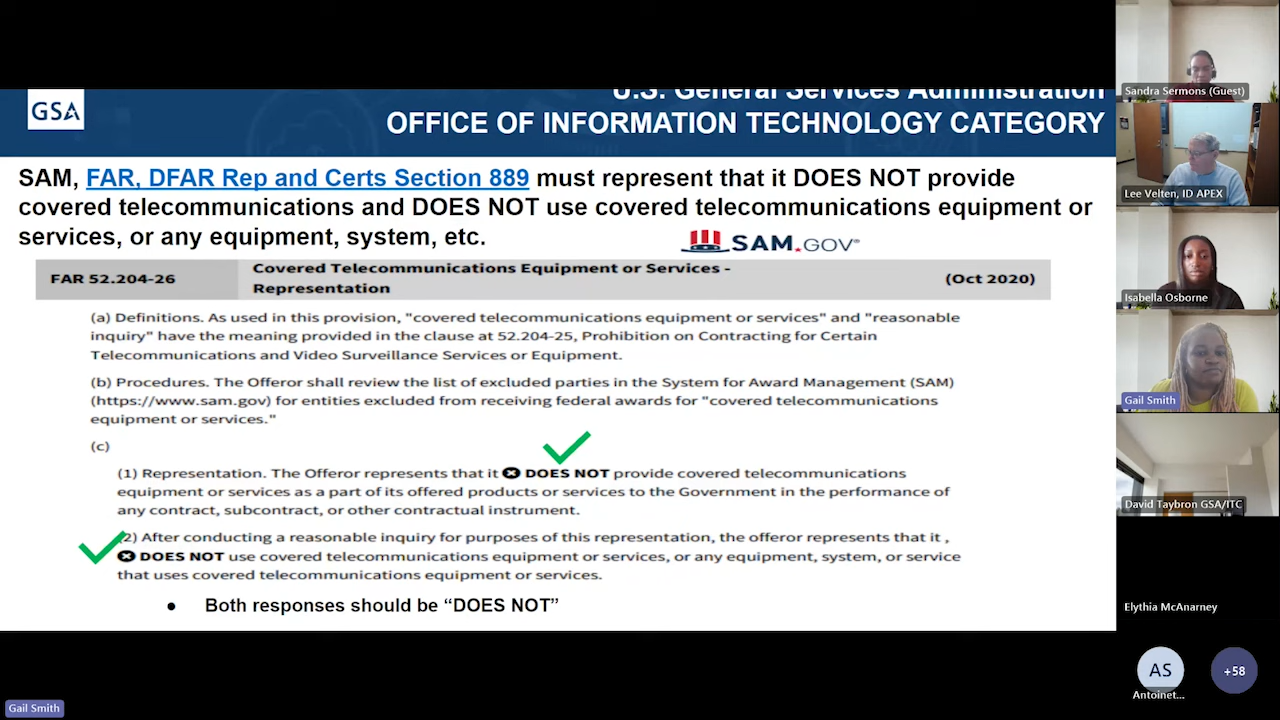 U.S. General Services Administration
GSA
OFFICE OF INFORMATION TECHNOLOGY CATEGORY
SAM, FAR, DFAR Rep and Certs Section 889 must represent that it DOES NOT provide
covered telecommunications and DOES NOT use covered telecommunications equipment or
services, or any equipment, system, etc.
SAM.GOV®
FAR 52.204-26
Covered Telecommunications Equipment or Services -
Representation
(Oct 2020)
(a) Definitions. As used in this provision, "covered telecommunications equipment or services" and "reasonable
inquiry" have the meaning provided in the clause at 52.204-25, Prohibition on Contracting for Certain
Telecommunications and Video Surveillance Services or Equipment.
(b) Procedures. The Offeror shall review the list of excluded parties in the System for Award Management (SAM)
(https://www.sam.gov) for entities excluded from receiving federal awards for "covered telecommunications
equipment or services."
(c)
(1) Representation. The Offeror represents that it DOES NOT provide covered telecommunications
equipment or services as a part of its offered products or services to the Government in the performance of
any contract, subcontract, or other contractual instrument.
2) After conducting a reasonable inquiry for purposes of this representation, the offeror represents that it ,
DOES NOT use covered telecommunications equipment or services, or any equipment, system, or service
that uses covered telecommunications equipment or services.
• Both responses should be “DOES NOT”
Sandra Sermons (Guest)
Lee Velten, ID APEX
Isabella Osborne
Gail Smith
David Taybron GSA/ITC
Elythia McAnarney
AS
+58
Antoinet...
Gail Smith